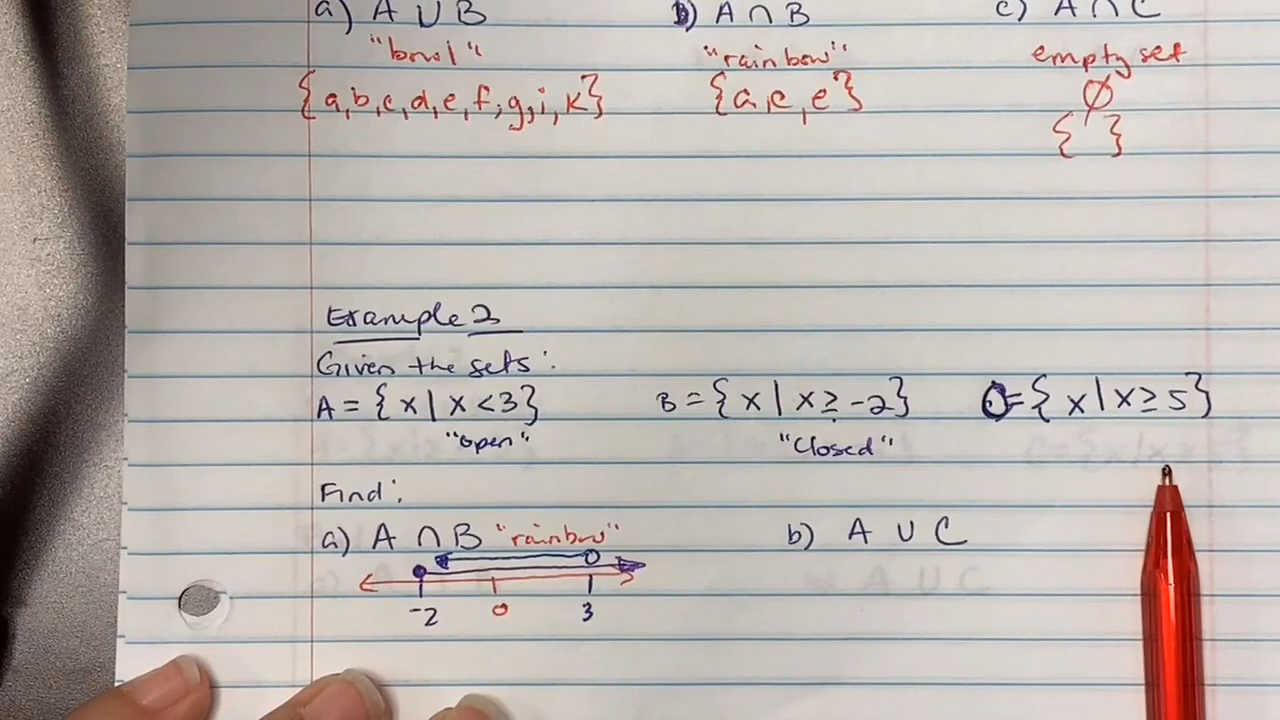 a) A ∪ B b) A ∩ B c) A ∩ C
"bowl" "rainbow" empty set
{a,b,c,d,e,f,g,i,k} {a,c,e} ∅
{ }
Example 2
Given the sets:
A = {x | x < 3} B = {x | x ≥ -2} C = {x | x ≥ 5}
"open" "Closed"
Find:
a) A ∩ B "rainbow" b) A ∪ C
-2 0 3